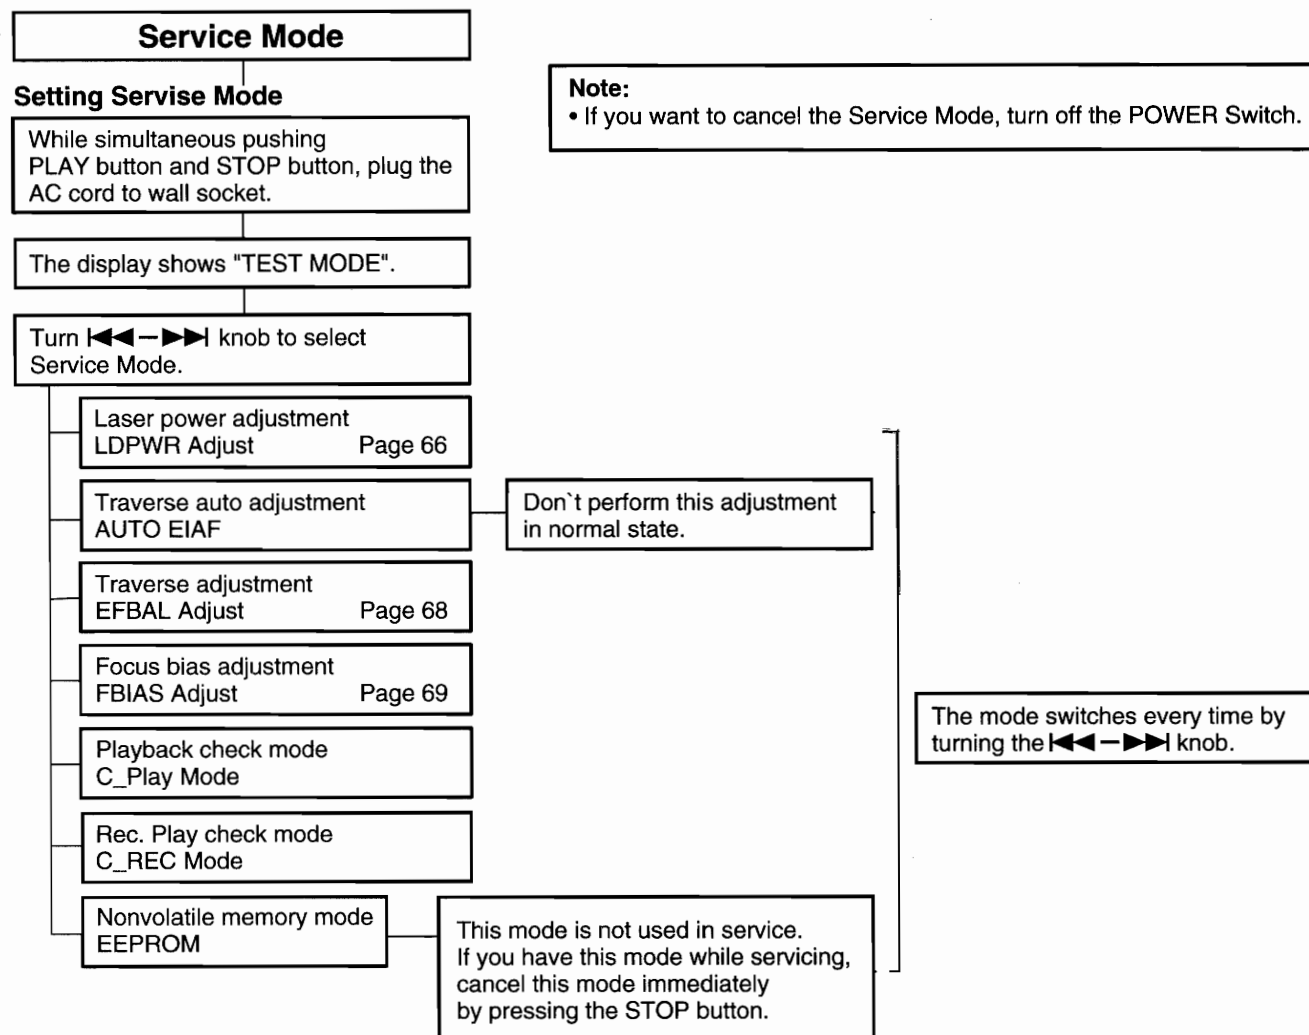 Service Mode
Setting Servise Mode
While simultaneous pushing
PLAY button and STOP button, plug the
AC cord to wall socket.
The display shows "TEST MODE".
Turn ⏮–⏭ knob to select
Service Mode.
Laser power adjustment
LDPWR Adjust Page 66
Traverse auto adjustment
AUTO EIAF
Don`t perform this adjustment
in normal state.
Traverse adjustment
EFBAL Adjust Page 68
Focus bias adjustment
FBIAS Adjust Page 69
Playback check mode
C_Play Mode
Rec. Play check mode
C_REC Mode
Nonvolatile memory mode
EEPROM
This mode is not used in service.
If you have this mode while servicing,
cancel this mode immediately
by pressing the STOP button.
Note:
• If you want to cancel the Service Mode, turn off the POWER Switch.
The mode switches every time by
turning the ⏮–⏭ knob.